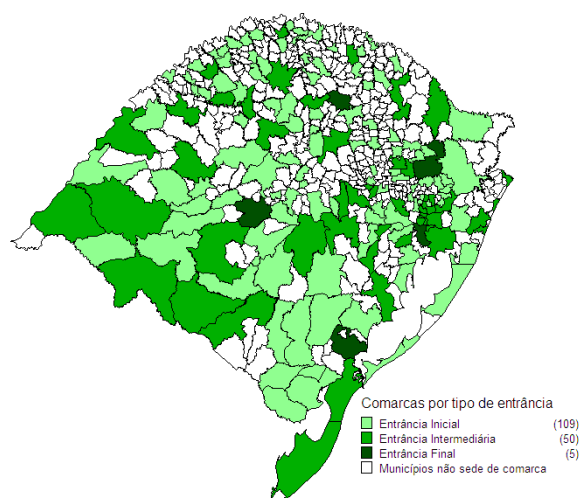 Comarcas por tipo de entrância
Entrância Inicial (109)
Entrância Intermediária (50)
Entrância Final (5)
Municípios não sede de comarca